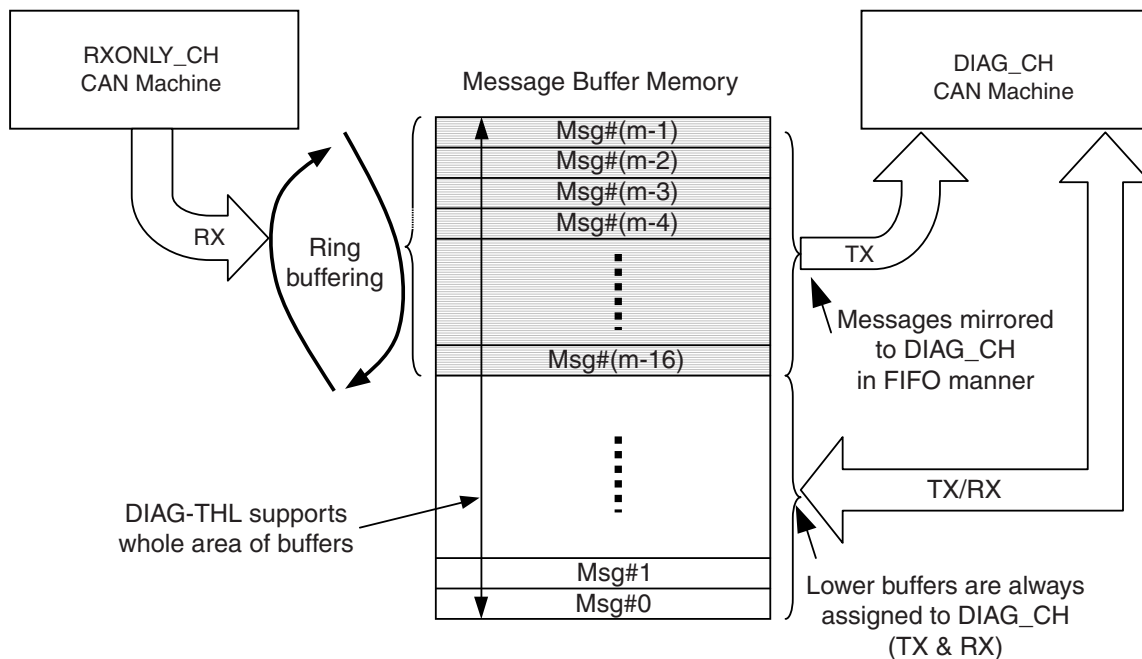 RXONLY_CH
CAN Machine
DIAG_CH
CAN Machine
Message Buffer Memory
Msg#(m-1)
Msg#(m-2)
Msg#(m-3)
Msg#(m-4)
RX
Ring
buffering
TX
Messages mirrored
to DIAG_CH
in FIFO manner
Msg#(m-16)
TX/RX
DIAG-THL supports
whole area of buffers
Msg#1
Msg#0
Lower buffers are always
assigned to DIAG_CH
(TX & RX)